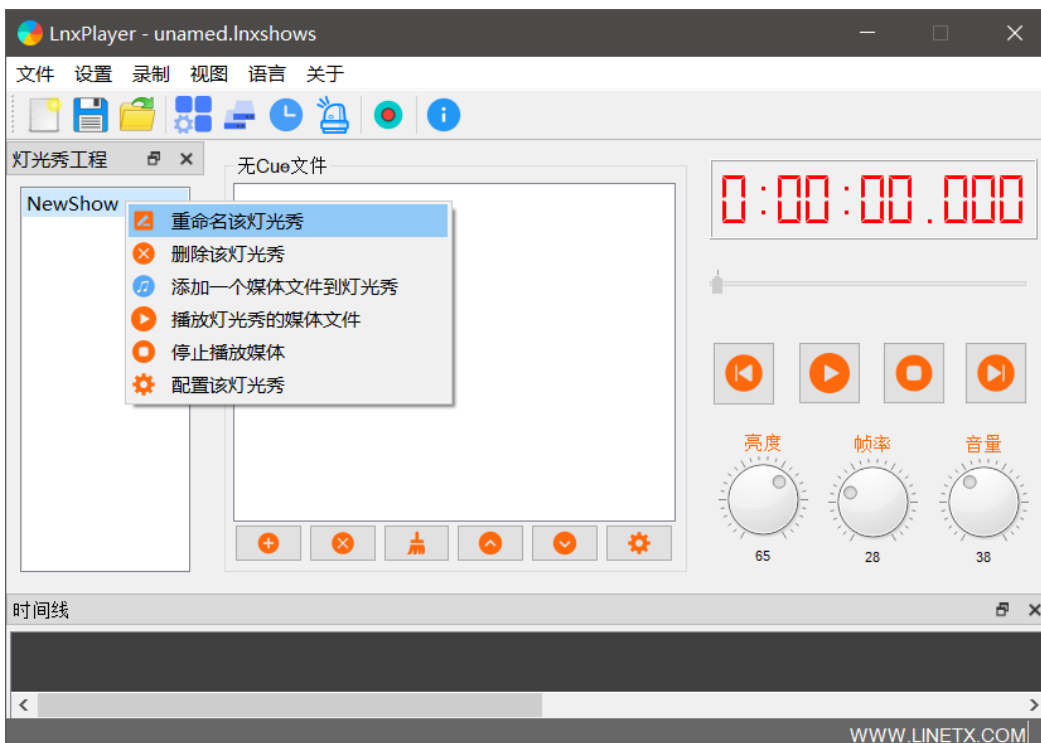 LnxPlayer - unamed.lnxshows
文件 设置 录制 视图 语言 关于
灯光秀工程
无Cue文件
0:00:00.000
NewShow
重命名该灯光秀
删除该灯光秀
添加一个媒体文件到灯光秀
播放灯光秀的媒体文件
停止播放媒体
配置该灯光秀
亮度 帧率 音量
65 28 38
时间线
WWW.LINETX.COM